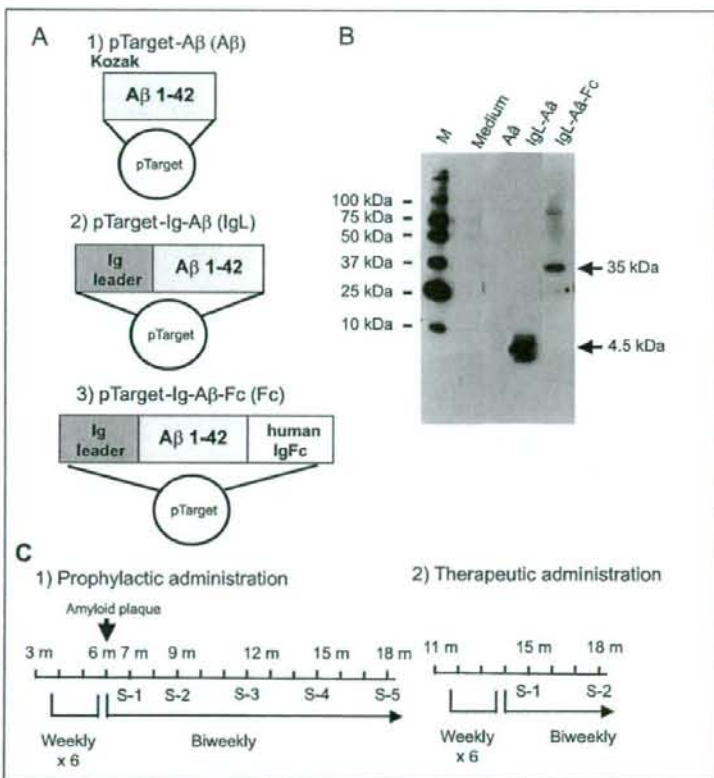 A
1) pTarget-Aβ (Aβ)
Kozak
Aβ 1-42
pTarget
2) pTarget-Ig-Aβ (IgL)
Ig leader
Aβ 1-42
pTarget
3) pTarget-Ig-Aβ-Fc (Fc)
Ig leader
Aβ 1-42
human IgFc
pTarget
B
M
Medium
Aâ
IgL-Aâ
IgL-Aâ-Fc
100 kDa -
75 kDa -
50 kDa -
37 kDa -
25 kDa -
10 kDa -
35 kDa
4.5 kDa
C
1) Prophylactic administration
Amyloid plaque
3 m 6 m 7 m 9 m 12 m 15 m 18 m
S-1 S-2 S-3 S-4 S-5
Weekly x 6
Biweekly
2) Therapeutic administration
11 m 15 m 18 m
S-1 S-2
Weekly x 6
Biweekly